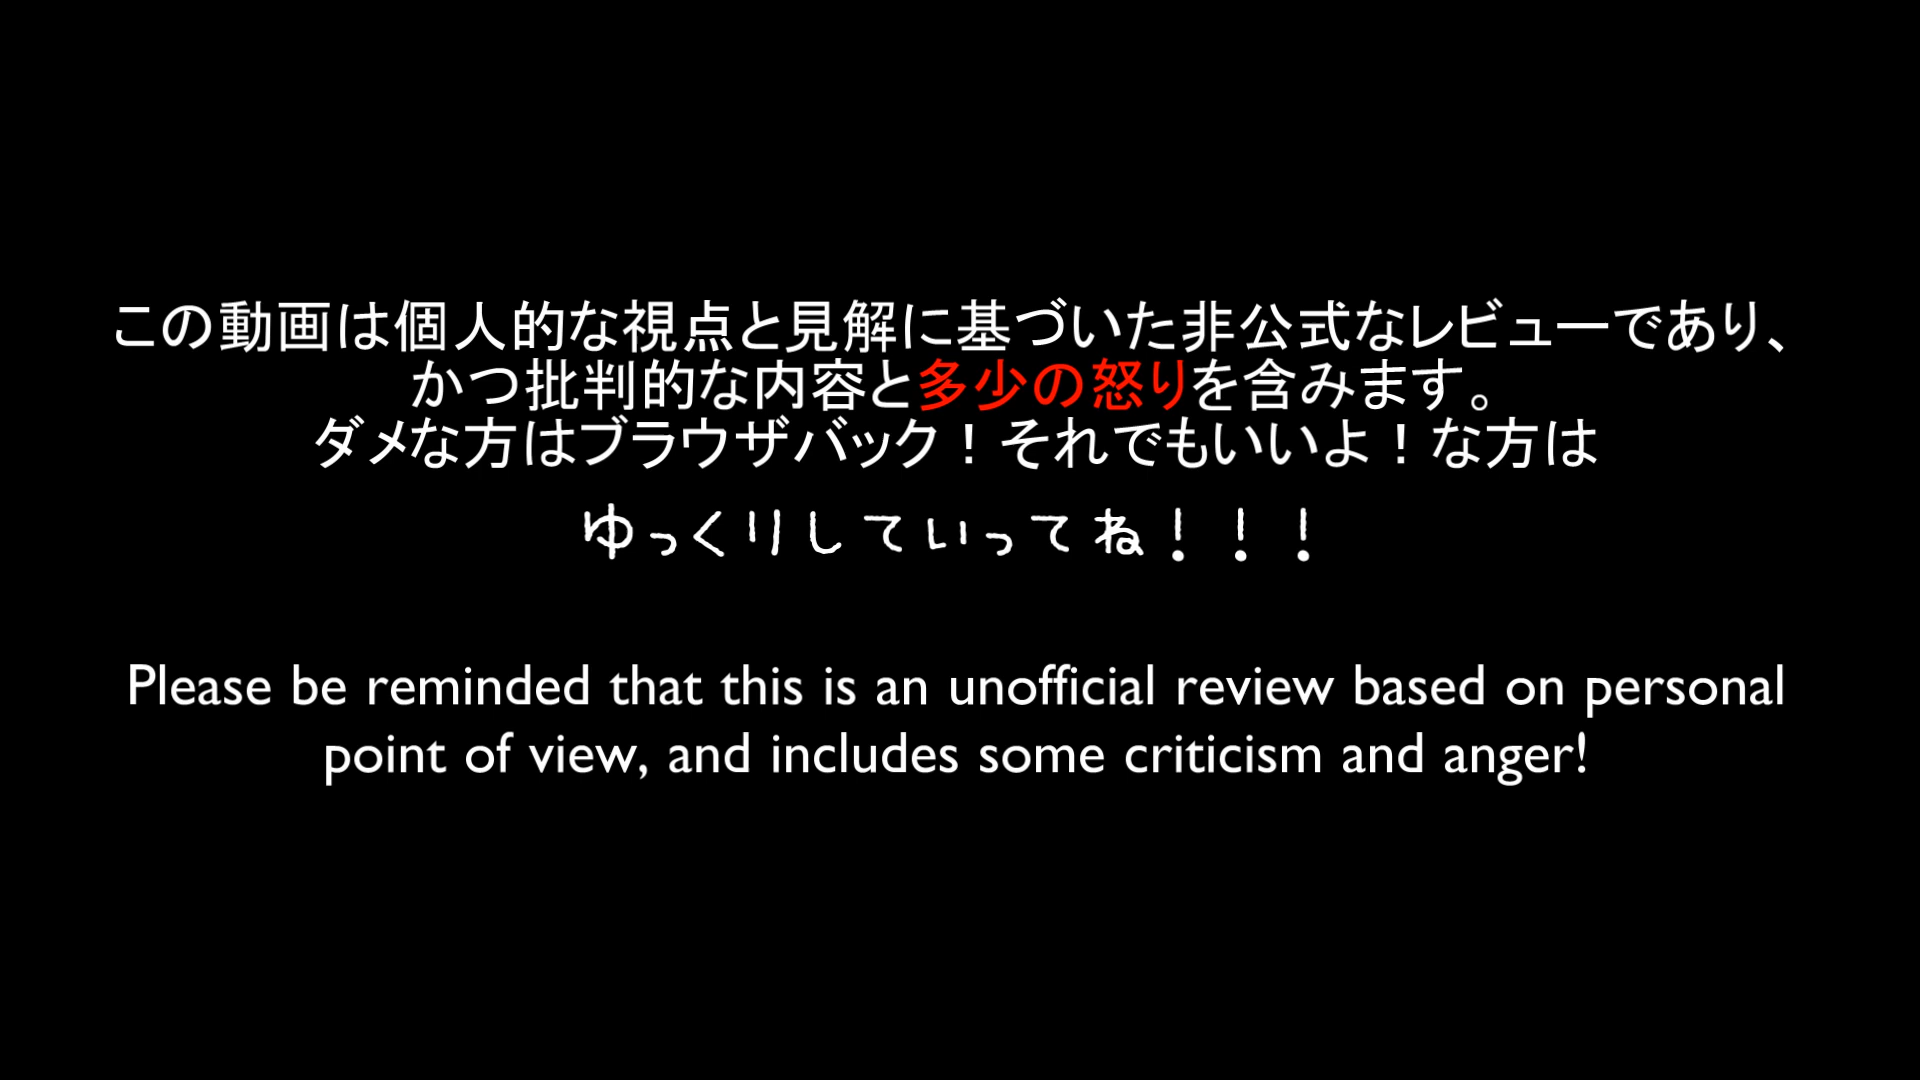 この動画は個人的な視点と見解に基づいた非公式なレビューであり、
かつ批判的な内容と多少の怒りを含みます。
ダメな方はブラウザバック！それでもいいよ！な方は
ゆっくりしていってね！！！
Please be reminded that this is an unofficial review based on personal
point of view, and includes some criticism and anger!